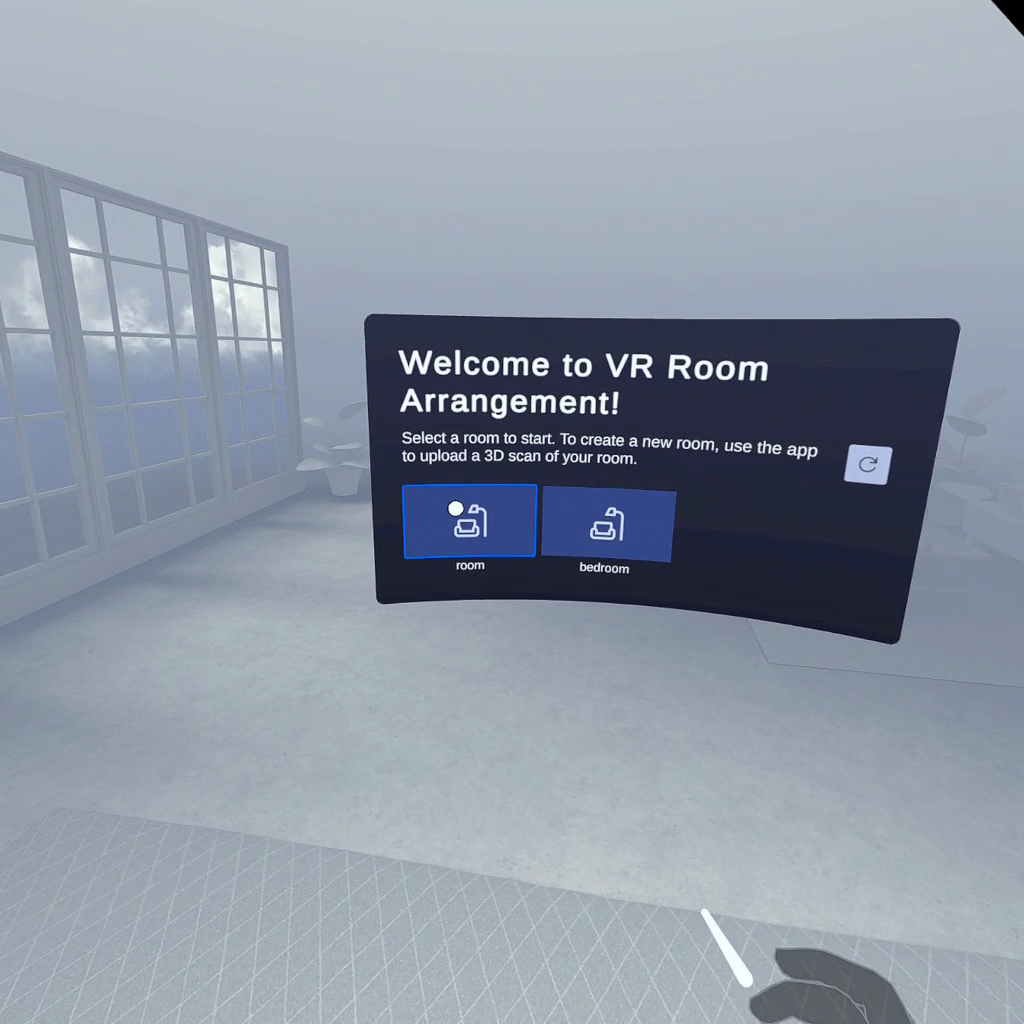 Welcome to VR Room
Arrangement!
Select a room to start. To create a new room, use the app
to upload a 3D scan of your room.
room
bedroom